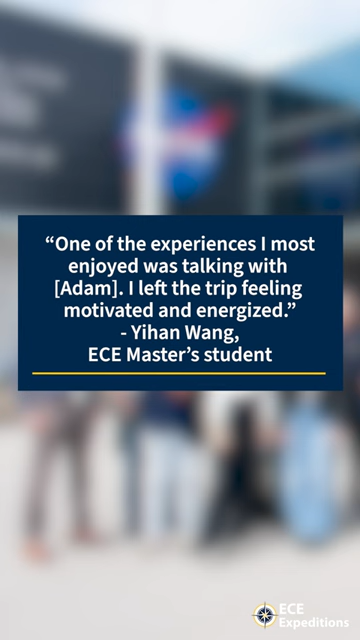 “One of the experiences I most
enjoyed was talking with
[Adam]. I left the trip feeling
motivated and energized.”
- Yihan Wang,
ECE Master’s student
ECE
Expeditions